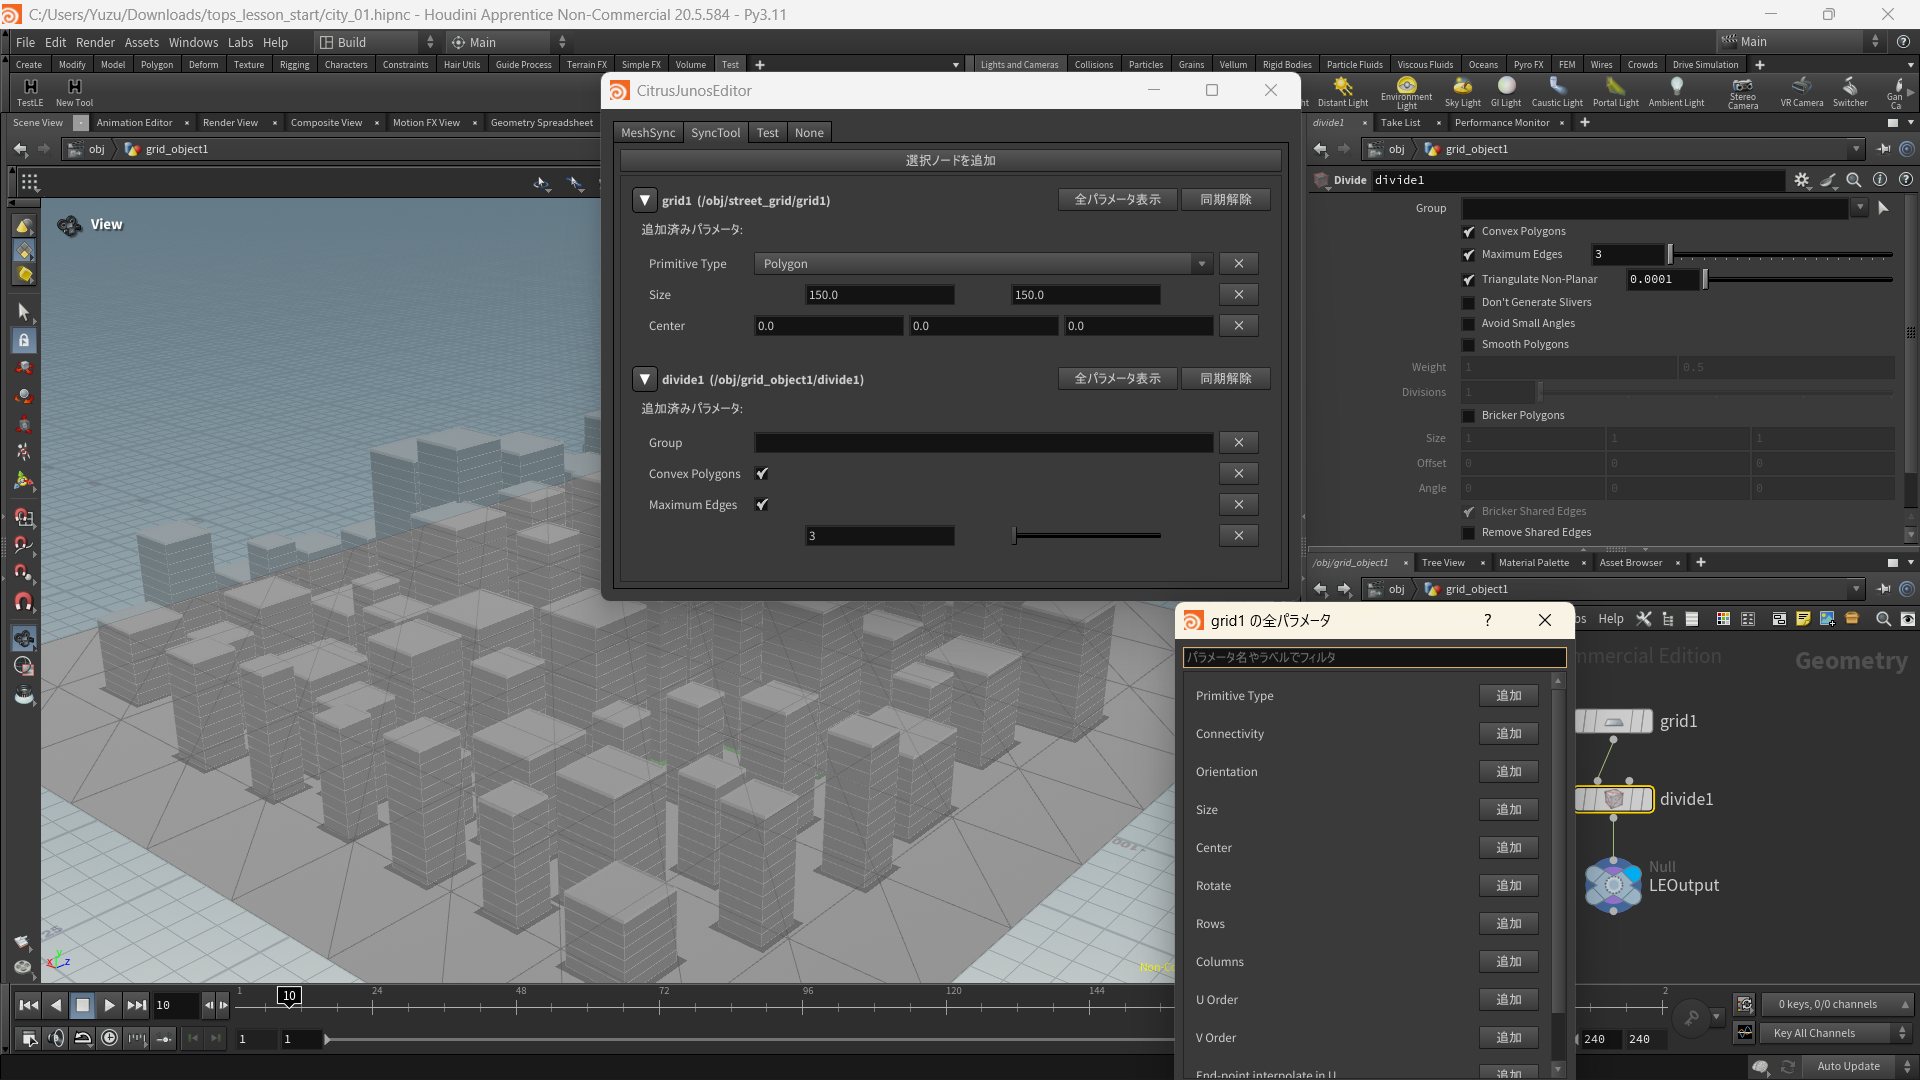 C:/Users/Yuzu/Downloads/tops_lesson_start/city_01.hipnc - Houdini Apprentice Non-Commercial 20.5.584 - Py3.11
File Edit Render Assets Windows Labs Help Build Main Main
Create Modify Model Polygon Deform Texture Rigging Characters Constraints Hair Utils Guide Process Terrain FX Simple FX Volume Test
Lights and Cameras Collisions Particles Grains Vellum Rigid Bodies Particle Fluids Viscous Fluids Oceans Pyro FX FEM Wires Crowds Drive Simulation
TestLE New Tool
Distant Light Environment Light Sky Light GI Light Caustic Light Portal Light Ambient Light Stereo Camera VR Camera Switcher
Scene View Animation Editor Render View Composite View Motion FX View Geometry Spreadsheet
obj grid_object1
View
CitrusJunosEditor
MeshSync SyncTool Test None
選択ノードを追加
▼ grid1 (/obj/street_grid/grid1) 全パラメータ表示 同期解除
追加済みパラメータ:
Primitive Type Polygon ✕
Size 150.0 150.0 ✕
Center 0.0 0.0 0.0 ✕
▼ divide1 (/obj/grid_object1/divide1) 全パラメータ表示 同期解除
追加済みパラメータ:
Group ✕
Convex Polygons ✕
Maximum Edges ✕
3 ✕
divide1 Take List Performance Monitor
obj grid_object1
Divide divide1
Group
Convex Polygons
Maximum Edges 3
Triangulate Non-Planar 0.0001
Don't Generate Slivers
Avoid Small Angles
Smooth Polygons
Weight 1 0.5
Divisions 1
Bricker Polygons
Size 1 1 1
Offset 0 0 0
Angle 0 0 0
Bricker Shared Edges
Remove Shared Edges
/obj/grid_object1 Tree View Material Palette Asset Browser
obj grid_object1
Help
Geometry
grid1
divide1
Null
LEOutput
grid1 の全パラメータ ?
パラメータ名やラベルでフィルタ
Primitive Type 追加
Connectivity 追加
Orientation 追加
Size 追加
Center 追加
Rotate 追加
Rows 追加
Columns 追加
U Order 追加
V Order 追加
End-point interpolate in U 追加
10 1 10 24 48 72 96 120 144 2
1 1 240 240
0 keys, 0/0 channels
Key All Channels
Auto Update